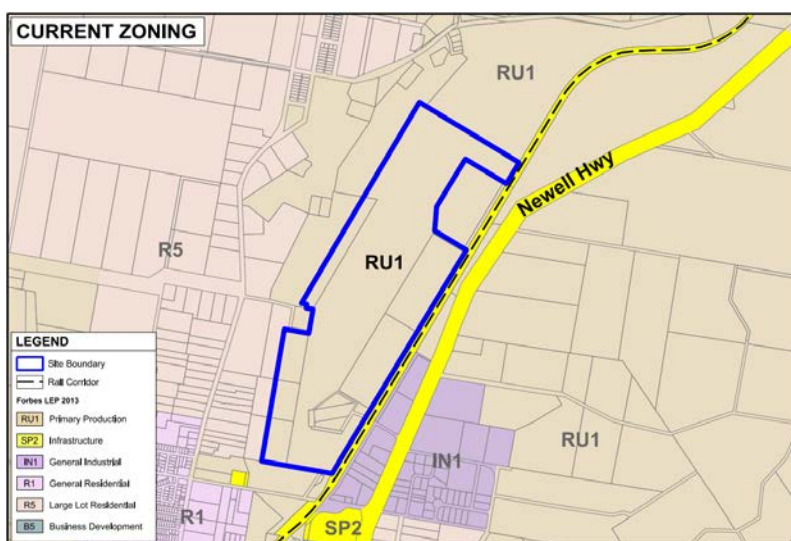 CURRENT ZONING
RU1
Newell Hwy
R5
RU1
LEGEND
Site Boundary
Rail Corridor
Forbes LEP 2013
RU1 Primary Production
SP2 Infrastructure
IN1 General Industrial
R1 General Residential
R5 Large Lot Residential
B5 Business Development
RU1
IN1
R1
SP2